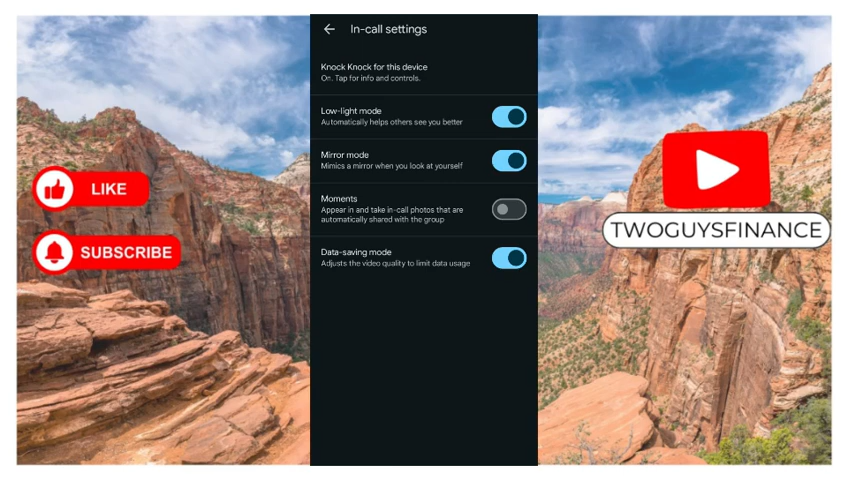 In-call settings
Knock Knock for this device
On. Tap for info and controls.
Low-light mode
Automatically helps others see you better
Mirror mode
Mimics a mirror when you look at yourself
Moments
Appear in and take in-call photos that are
automatically shared with the group
Data-saving mode
Adjusts the video quality to limit data usage
LIKE
SUBSCRIBE
TWOGUYSFINANCE